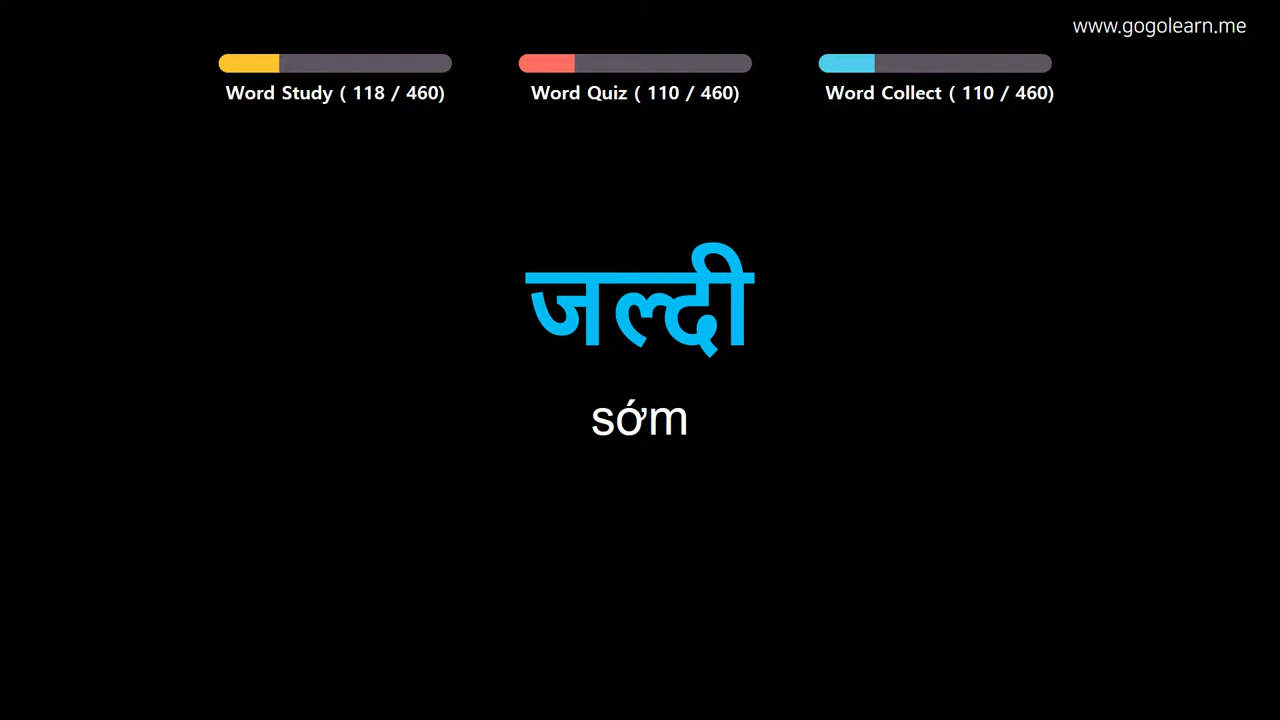 www.gogolearn.me
Word Study ( 118 / 460)
Word Quiz ( 110 / 460)
Word Collect ( 110 / 460)
जल्दी
sớm